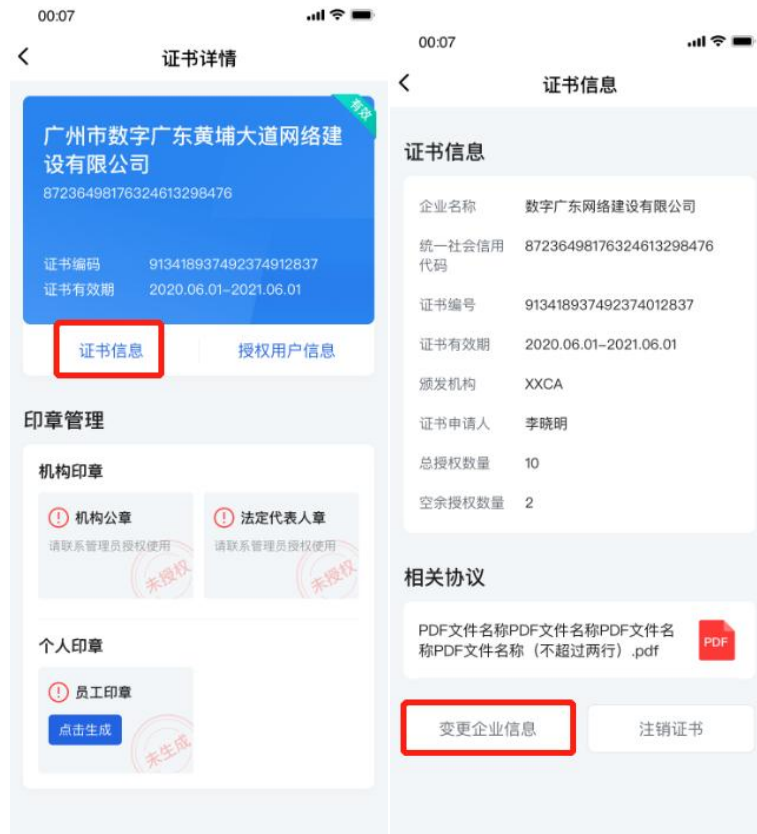 00:07
证书详情
有效
广州市数字广东黄埔大道网络建
设有限公司
87236498176324613298476
证书编码 913418937492374912837
证书有效期 2020.06.01-2021.06.01
证书信息 授权用户信息
印章管理
机构印章
机构公章
请联系管理员授权使用
未授权
法定代表人章
请联系管理员授权使用
未授权
个人印章
员工印章
点击生成
未生成
00:07
证书信息
证书信息
企业名称 数字广东网络建设有限公司
统一社会信用 87236498176324613298476
代码
证书编号 913418937492374012837
证书有效期 2020.06.01-2021.06.01
颁发机构 XXCA
证书申请人 李晓明
总授权数量 10
空余授权数量 2
相关协议
PDF文件名称PDF文件名称PDF文件名
称PDF文件名称（不超过两行）.pdf
PDF
变更企业信息 注销证书